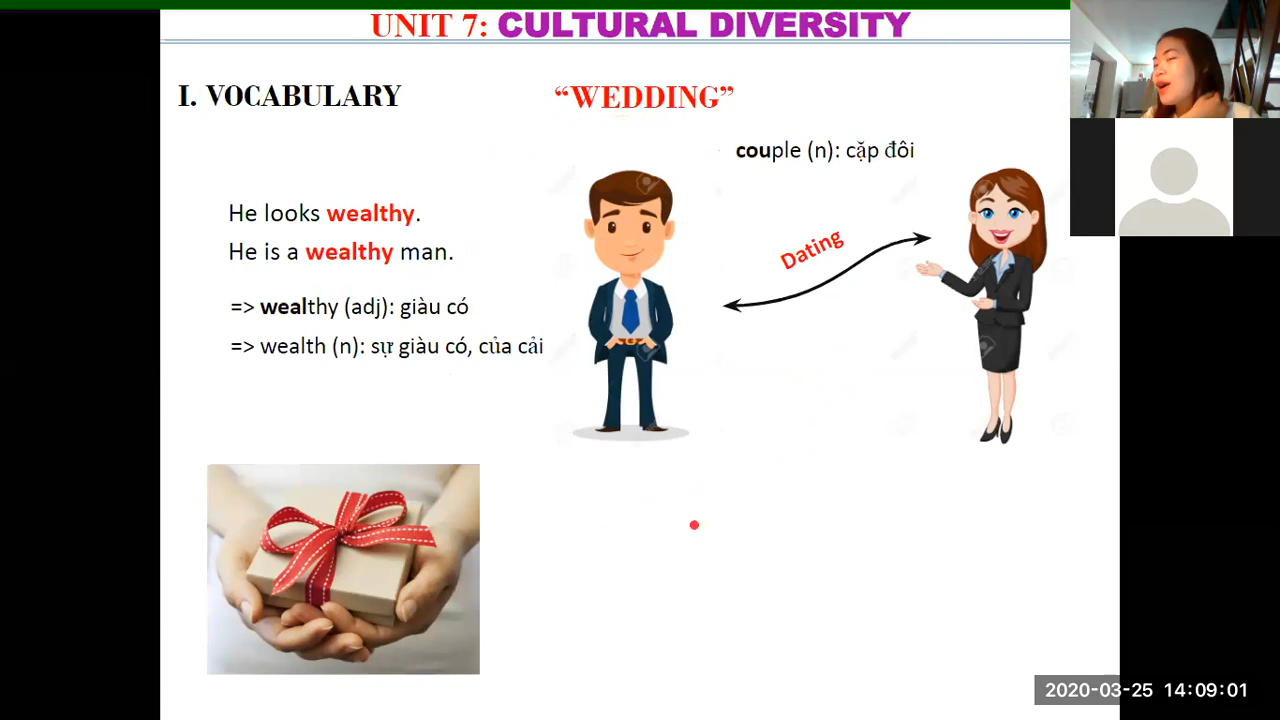 UNIT 7: CULTURAL DIVERSITY
I. VOCABULARY
“WEDDING”
couple (n): cặp đôi
He looks wealthy.
He is a wealthy man.
Dating
=> wealthy (adj): giàu có
=> wealth (n): sự giàu có, của cải
2020-03-25 14:09:01